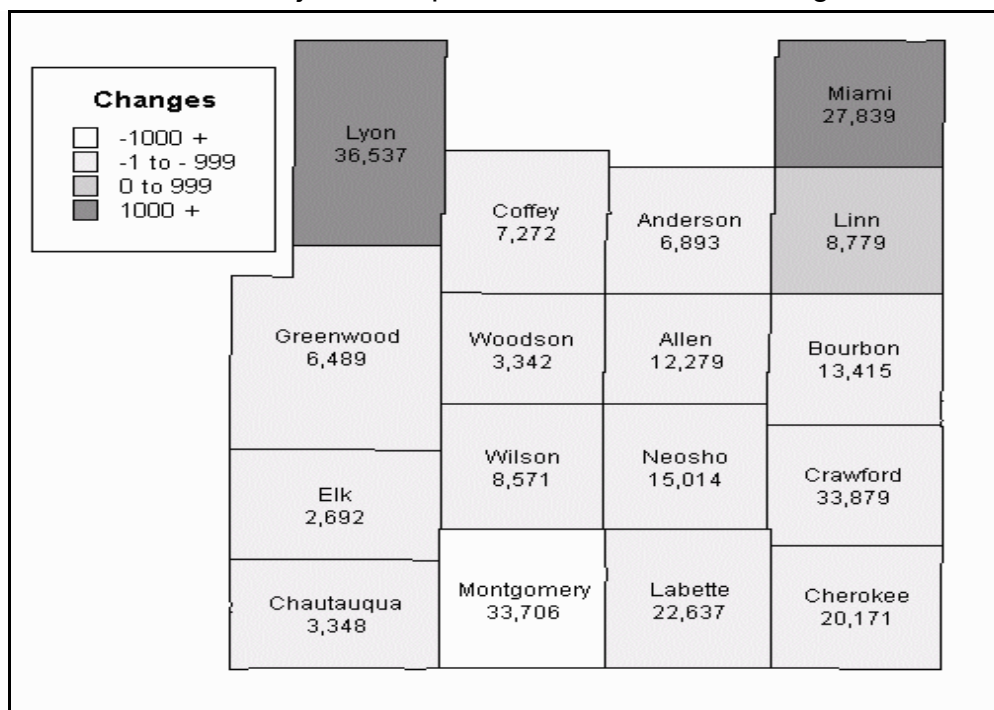 Changes
-1000 +
-1 to - 999
0 to 999
1000 +
Lyon
36,537
Miami
27,839
Coffey
7,272
Anderson
6,893
Linn
8,779
Greenwood
6,489
Woodson
3,342
Allen
12,279
Bourbon
13,415
Wilson
8,571
Neosho
15,014
Crawford
33,879
Elk
2,692
Chautauqua
3,348
Montgomery
33,706
Labette
22,637
Cherokee
20,171